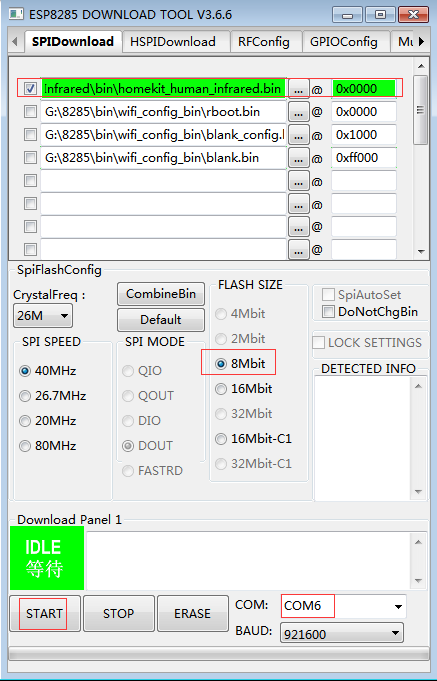 ESP8285 DOWNLOAD TOOL V3.6.6
SPIDownload HSPIDownload RFConfig GPIOConfig Mu
infrared\bin\homekit_human_infrared.bin ... @ 0x0000
G:\8285\bin\wifi_config_bin\rboot.bin ... @ 0x0000
G:\8285\bin\wifi_config_bin\blank_config.b ... @ 0x1000
G:\8285\bin\wifi_config_bin\blank.bin ... @ 0xff000
... @
... @
... @
... @
SpiFlashConfig
CrystalFreq :
26M
CombineBin
Default
SPI SPEED
40MHz
26.7MHz
20MHz
80MHz
SPI MODE
QIO
QOUT
DIO
DOUT
FASTRD
FLASH SIZE
4Mbit
2Mbit
8Mbit
16Mbit
32Mbit
16Mbit-C1
32Mbit-C1
SpiAutoSet
DoNotChgBin
LOCK SETTINGS
DETECTED INFO
Download Panel 1
IDLE
等待
START STOP ERASE
COM: COM6
BAUD: 921600